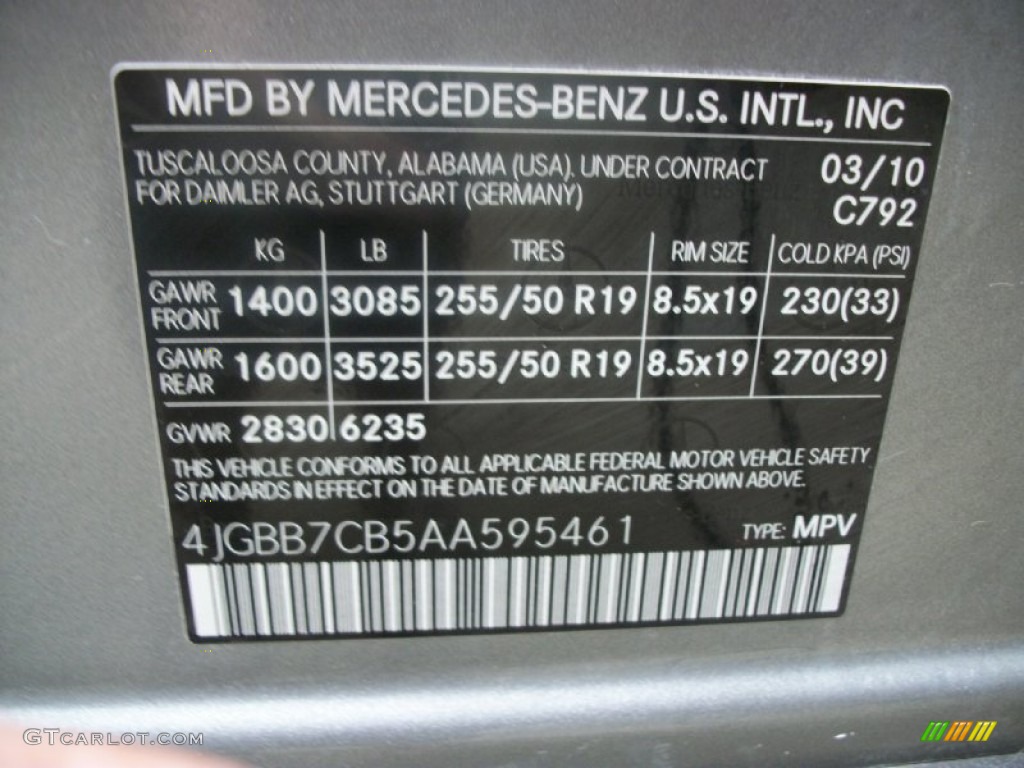 MFD BY MERCEDES-BENZ U.S. INTL., INC
TUSCALOOSA COUNTY, ALABAMA (USA). UNDER CONTRACT 03/10
FOR DAIMLER AG, STUTTGART (GERMANY) C792
KG LB TIRES RIM SIZE COLD KPA (PSI)
GAWR FRONT 1400 3085 255/50 R19 8.5x19 230(33)
GAWR REAR 1600 3525 255/50 R19 8.5x19 270(39)
GVWR 2830 6235
THIS VEHICLE CONFORMS TO ALL APPLICABLE FEDERAL MOTOR VEHICLE SAFETY
STANDARDS IN EFFECT ON THE DATE OF MANUFACTURE SHOWN ABOVE.
4JGBB7CB5AA595461 TYPE: MPV
GTCARLOT.COM